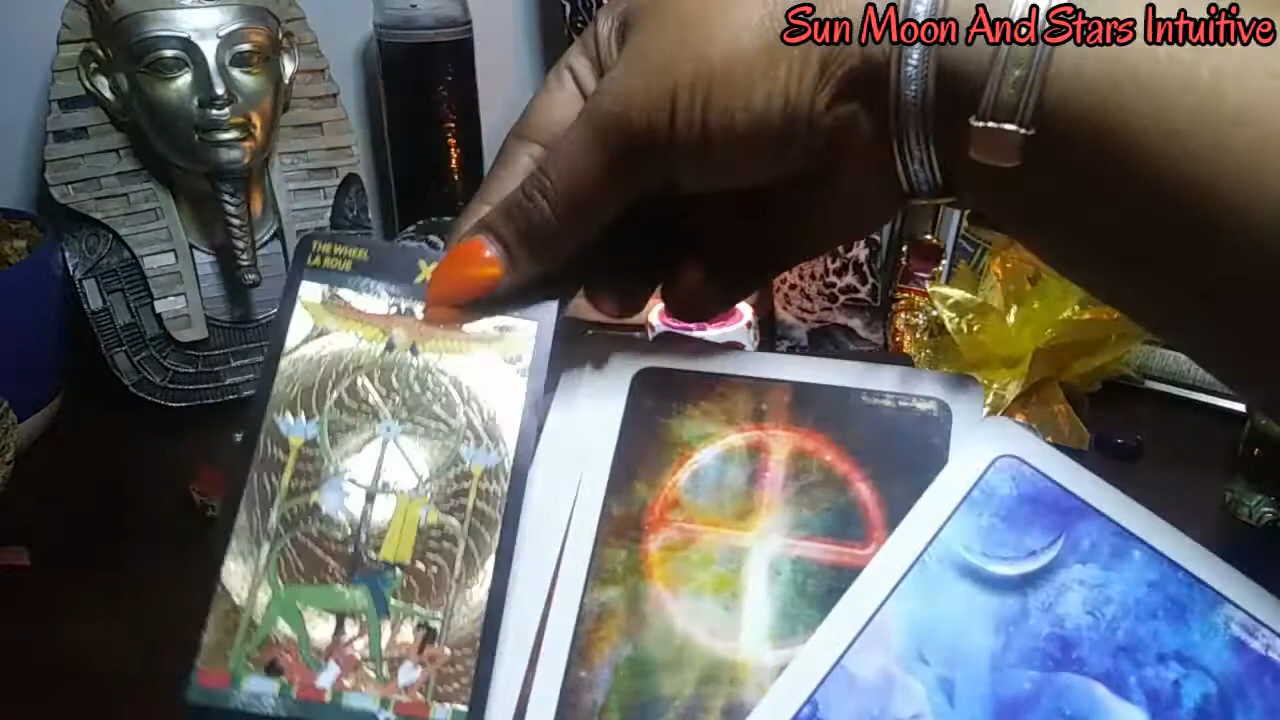 Sun Moon And Stars Intuitive
THE WHEEL
LA ROUE
X